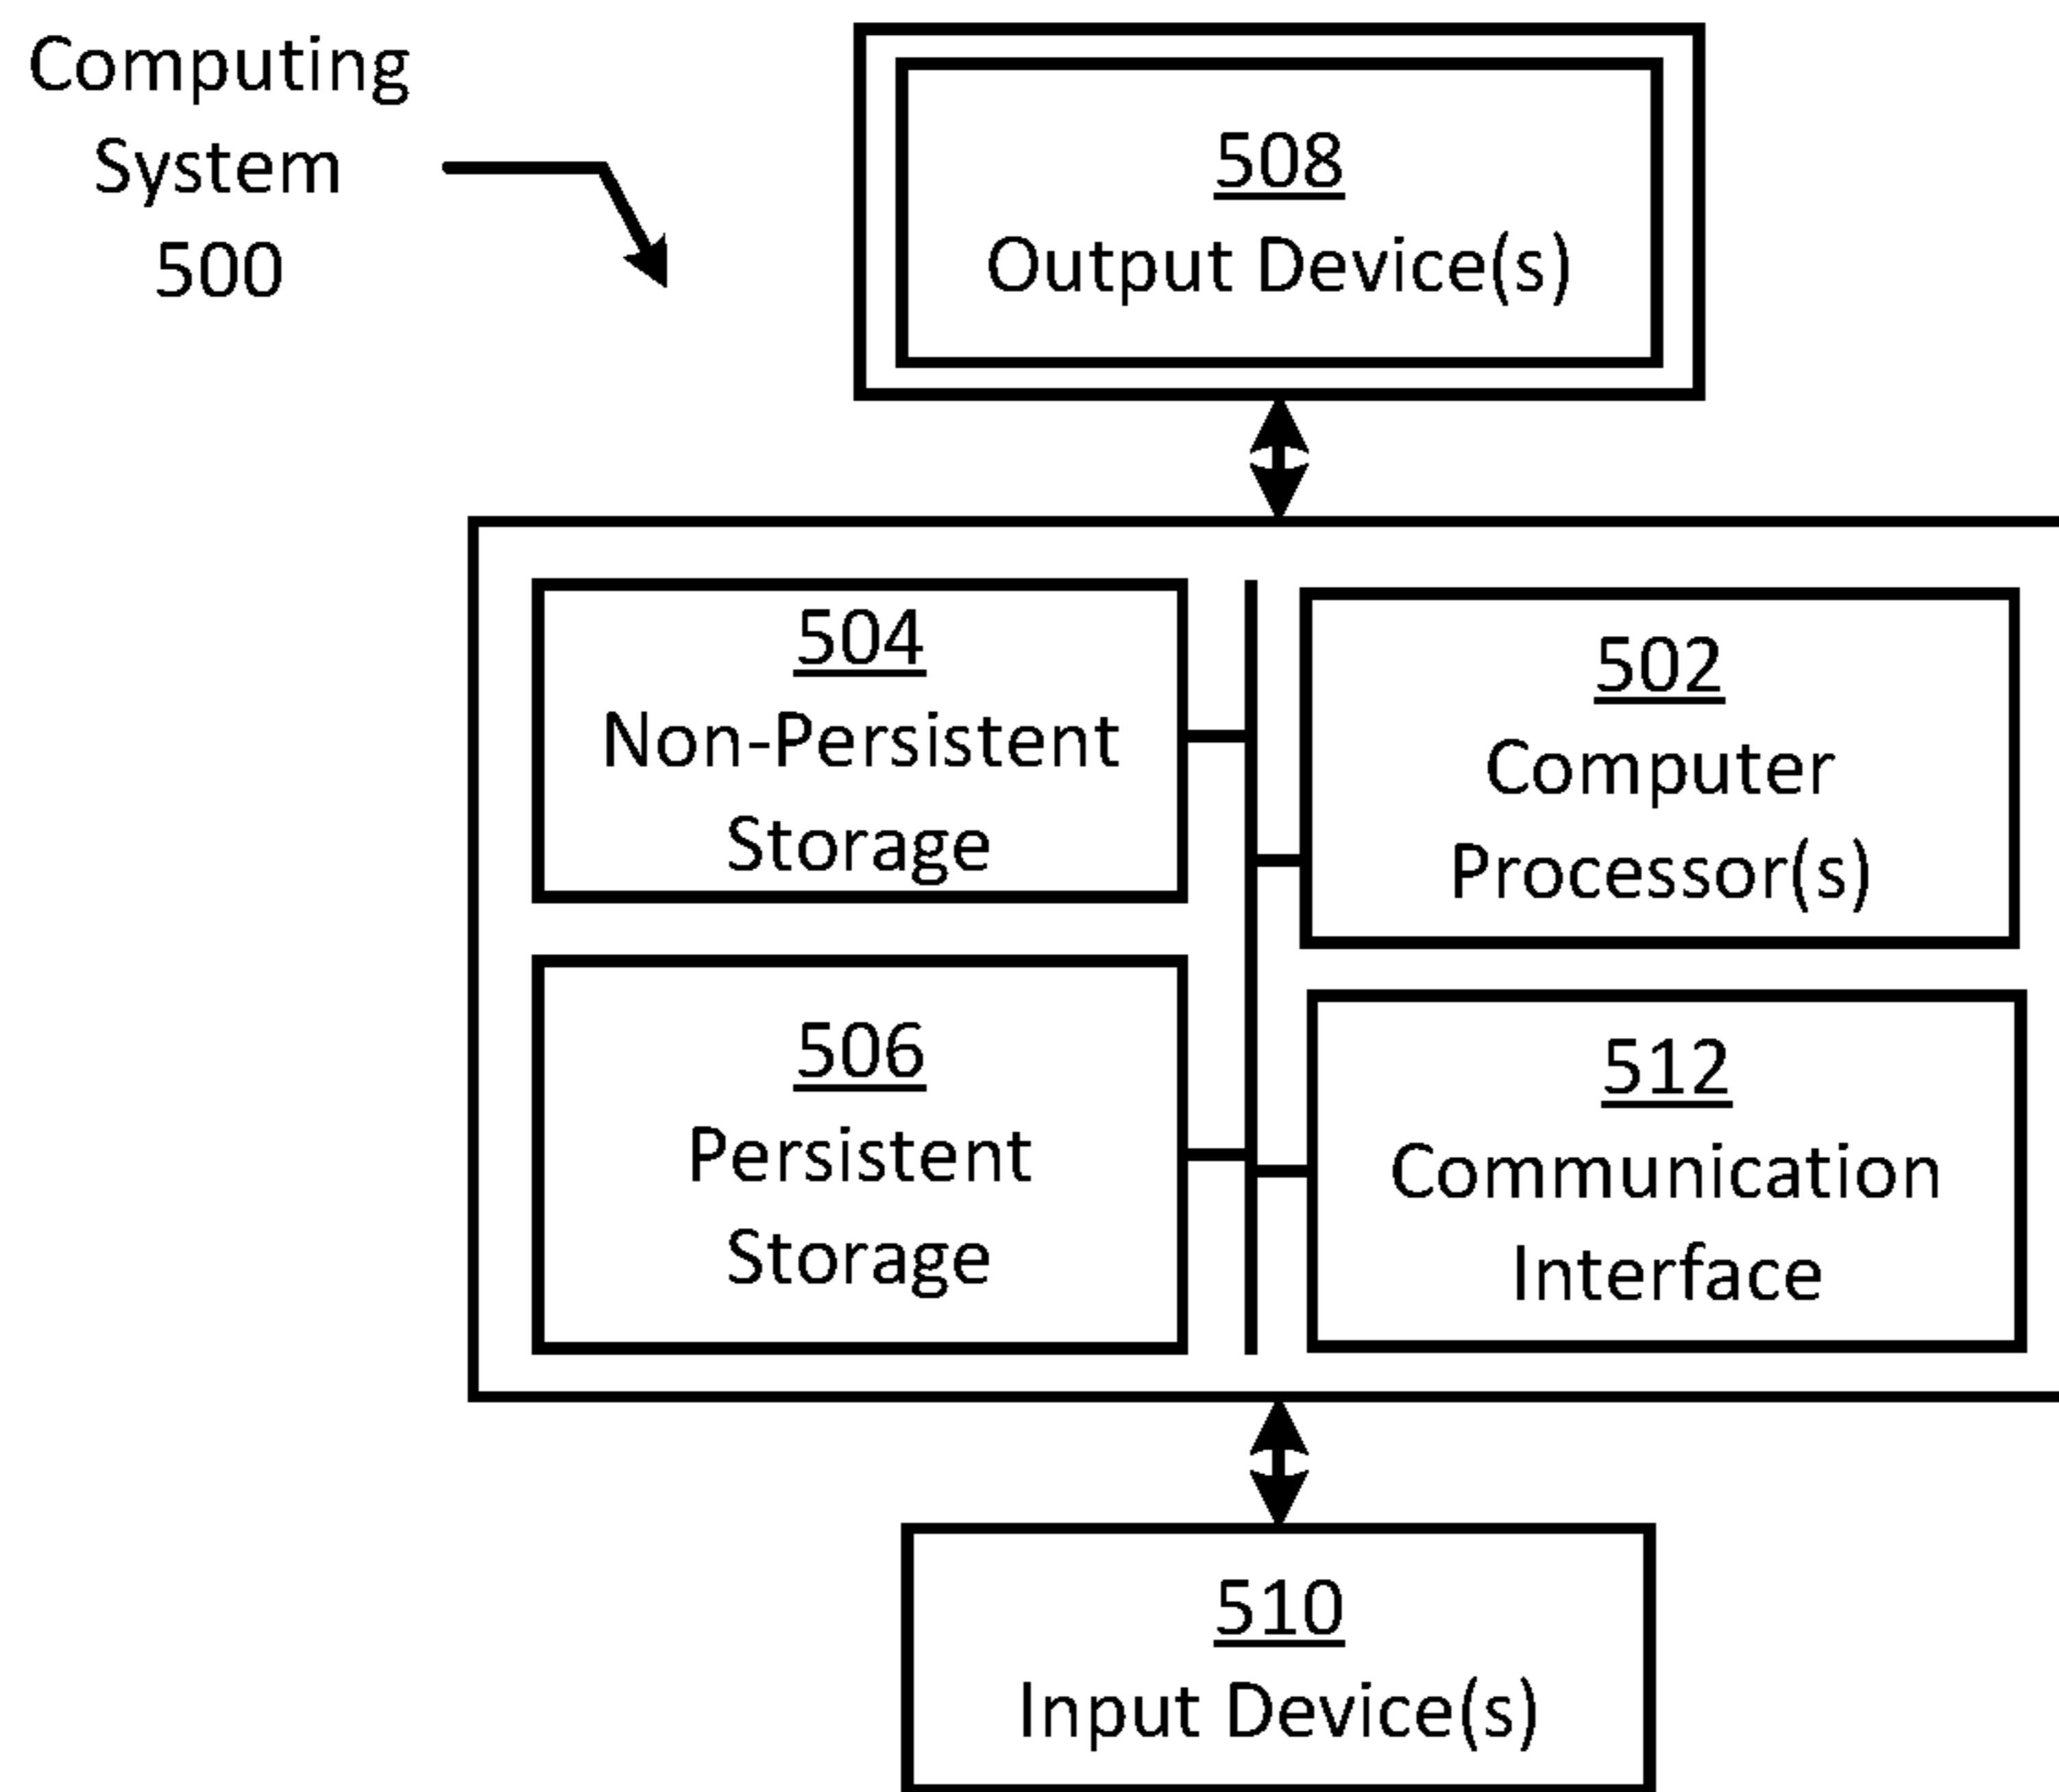 Computing
System
500
508
Output Device(s)
504
Non-Persistent
Storage
502
Computer
Processor(s)
506
Persistent
Storage
512
Communication
Interface
510
Input Device(s)